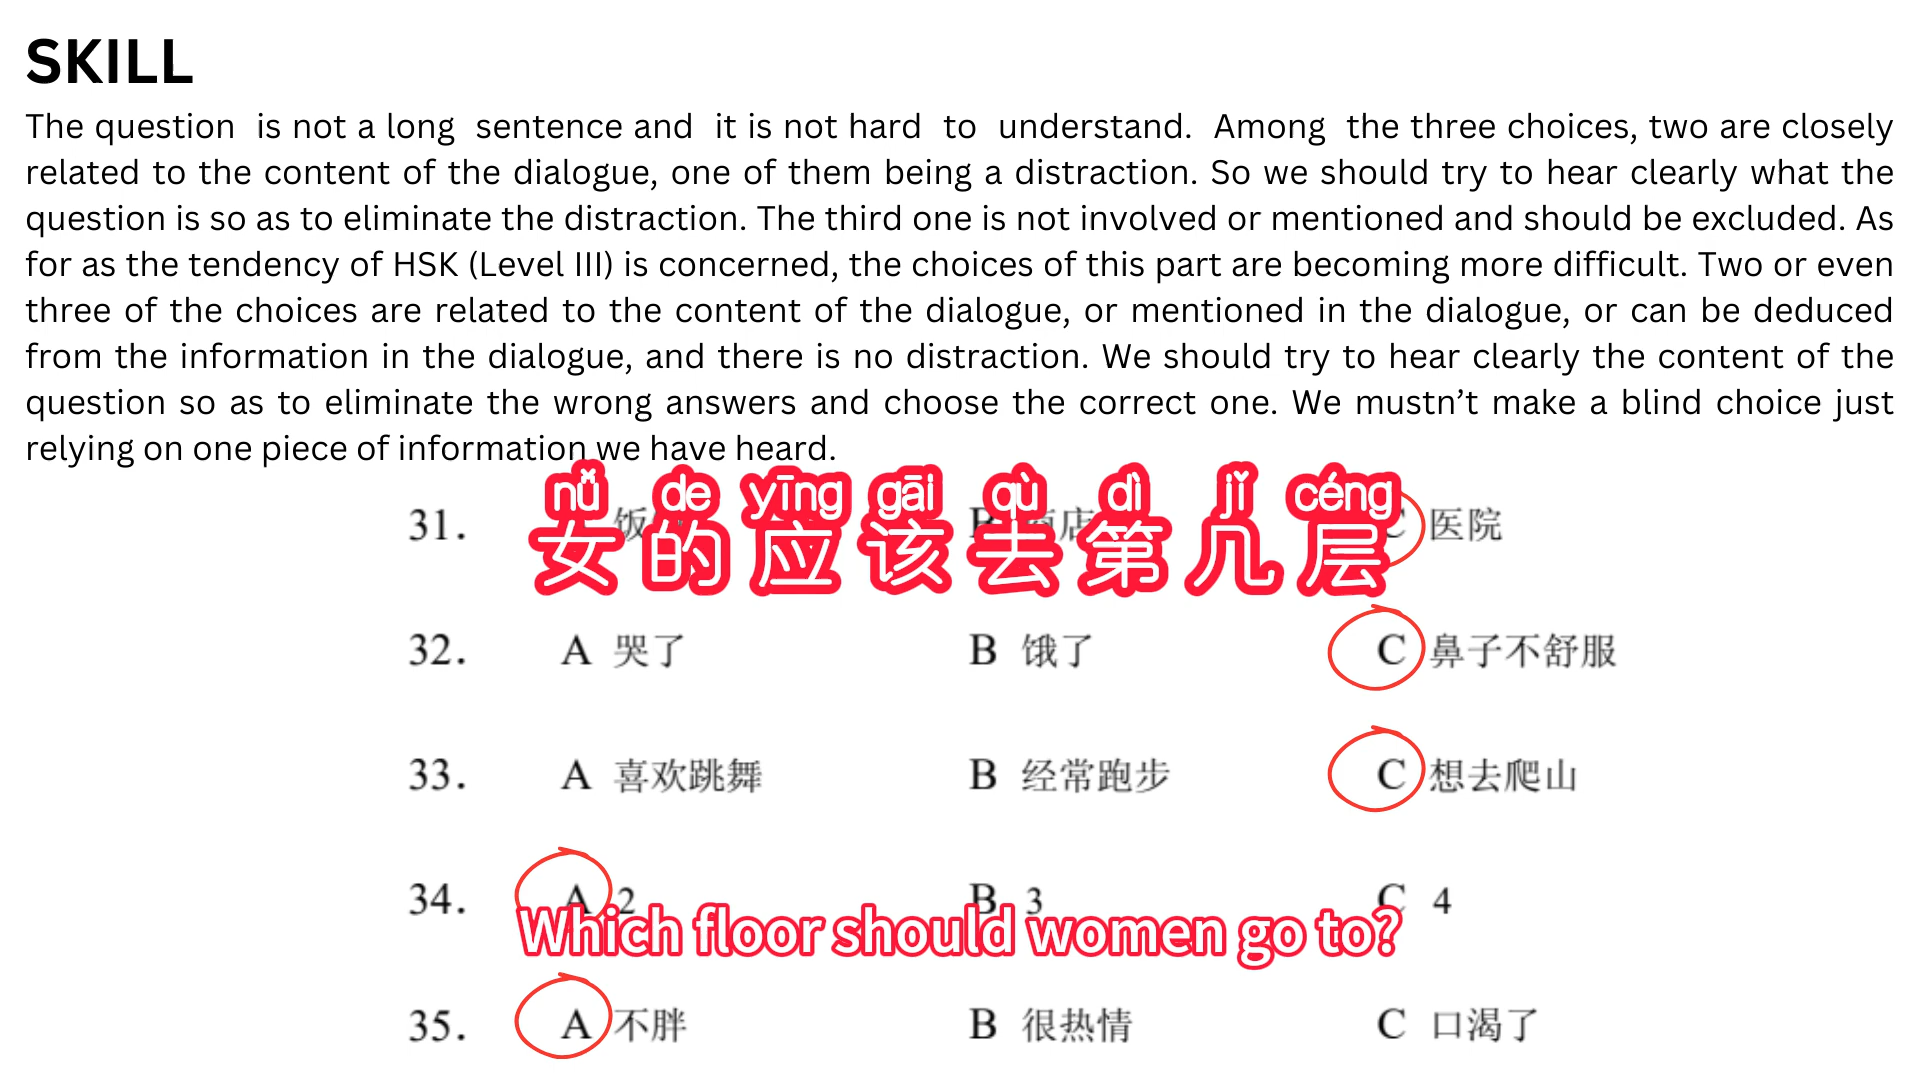 SKILL
The question is not a long sentence and it is not hard to understand. Among the three choices, two are closely
related to the content of the dialogue, one of them being a distraction. So we should try to hear clearly what the
question is so as to eliminate the distraction. The third one is not involved or mentioned and should be excluded. As
for as the tendency of HSK (Level III) is concerned, the choices of this part are becoming more difficult. Two or even
three of the choices are related to the content of the dialogue, or mentioned in the dialogue, or can be deduced
from the information in the dialogue, and there is no distraction. We should try to hear clearly the content of the
question so as to eliminate the wrong answers and choose the correct one. We mustn’t make a blind choice just
relying on one piece of information we have heard.
nǚ de yīng gāi qù dì jǐ céng
女的应该去第几层
31. 饭 B 店 C 医院
32. A 哭了 B 饿了 C 鼻子不舒服
33. A 喜欢跳舞 B 经常跑步 C 想去爬山
34. A 2 B 3 C 4
Which floor should women go to?
35. A 不胖 B 很热情 C 口渴了